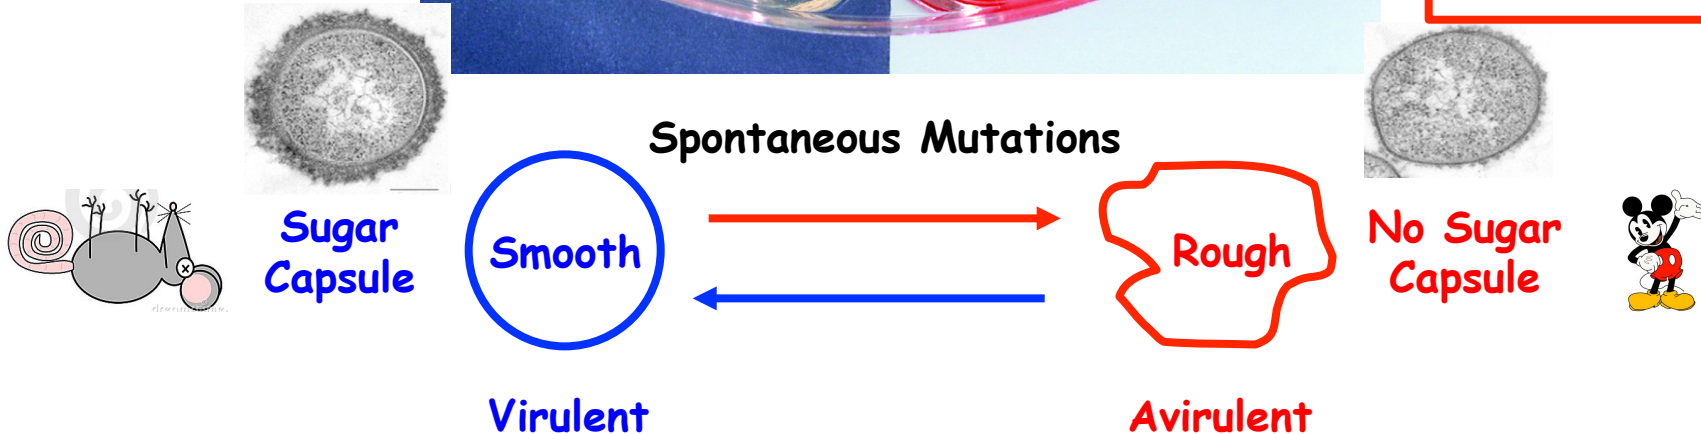 Spontaneous Mutations
Sugar
Capsule
Smooth
Rough
No Sugar
Capsule
Virulent
Avirulent